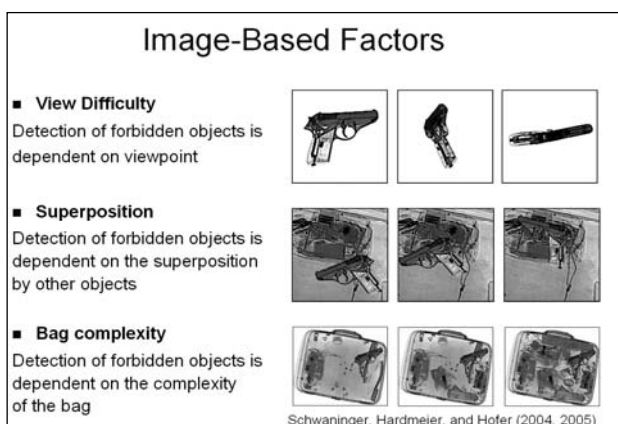 Image-Based Factors
■ View Difficulty
Detection of forbidden objects is
dependent on viewpoint
■ Superposition
Detection of forbidden objects is
dependent on the superposition
by other objects
■ Bag complexity
Detection of forbidden objects is
dependent on the complexity
of the bag
Schwaninger, Hardmeier, and Hofer (2004, 2005)